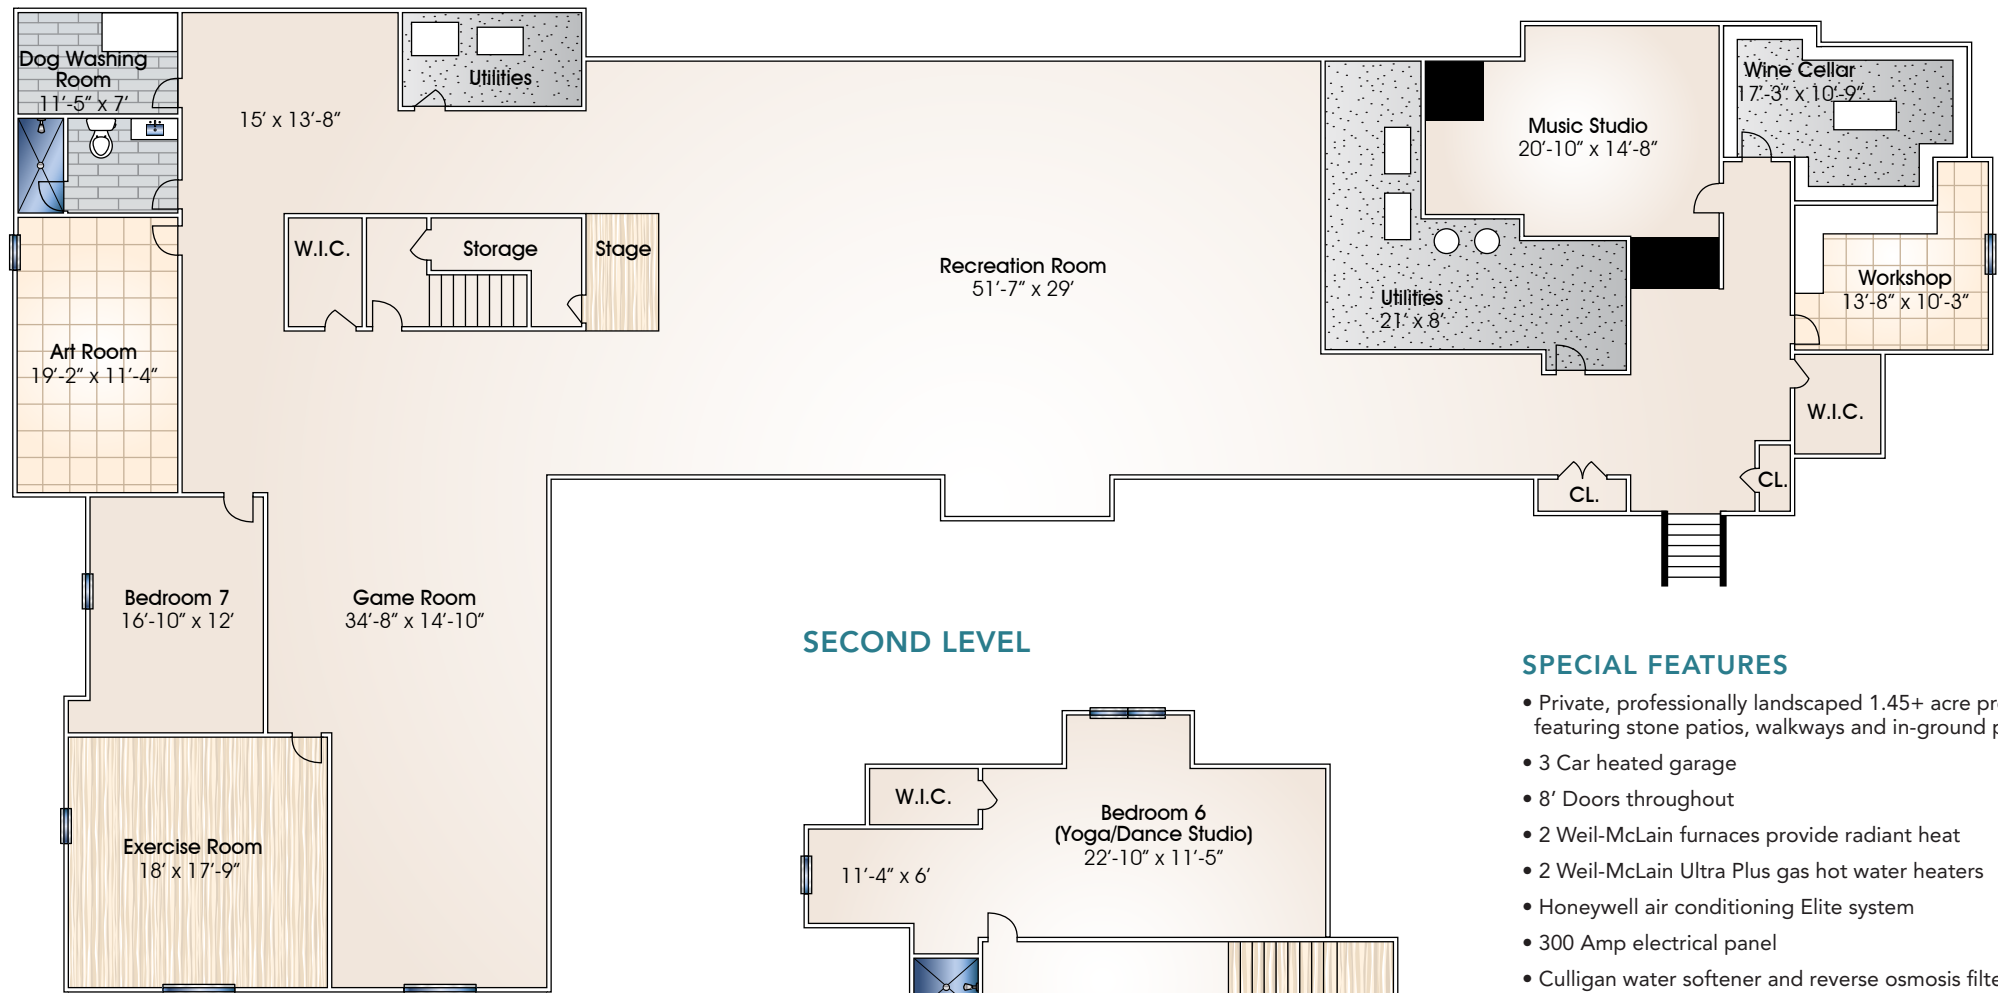 Dog Washing
Room
11'-5" x 7'
15' x 13'-8"
Utilities
W.I.C.
Storage
Stage
Art Room
19'-2" x 11'-4"
Recreation Room
51'-7" x 29'
Music Studio
20'-10" x 14'-8"
Wine Cellar
17'-3" x 10'-9"
Utilities
21' x 8'
Workshop
13'-8" x 10'-3"
W.I.C.
CL.
CL.
Bedroom 7
16'-10" x 12'
Game Room
34'-8" x 14'-10"
Exercise Room
18' x 17'-9"
SECOND LEVEL
W.I.C.
Bedroom 6
(Yoga/Dance Studio)
22'-10" x 11'-5"
11'-4" x 6'
SPECIAL FEATURES
• Private, professionally landscaped 1.45+ acre
featuring stone patios, walkways and in-ground
• 3 Car heated garage
• 8' Doors throughout
• 2 Weil-McLain furnaces provide radiant heat
• 2 Weil-McLain Ultra Plus gas hot water heaters
• Honeywell air conditioning Elite system
• 300 Amp electrical panel
• Culligan water softener and reverse osmosis